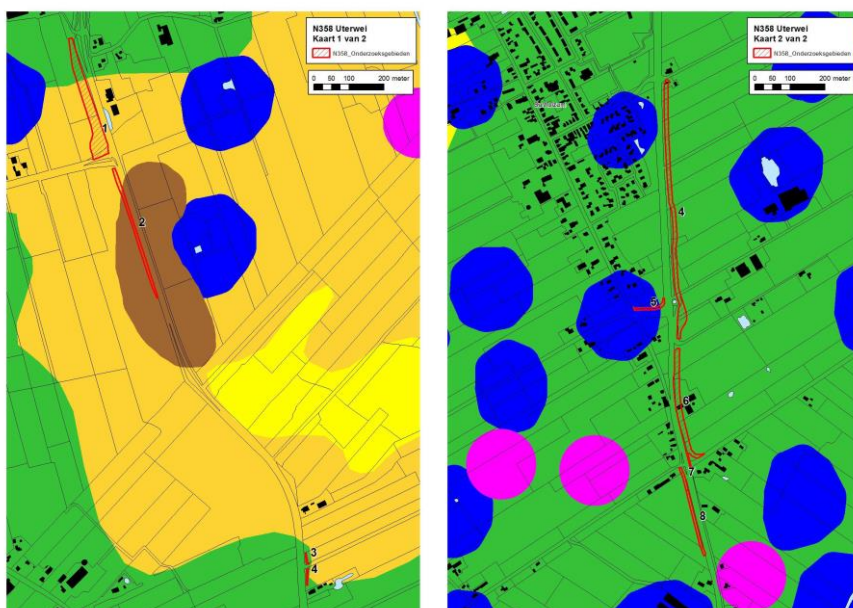 N358 Uterwei
Kaart 1 van 2
N358_Onderzoeksgebieden
0 50 100 200 meter
1
2
3
4
N358 Uterwei
Kaart 2 van 2
N358_Onderzoeksgebieden
0 50 100 200 meter
4
5
6
7
8